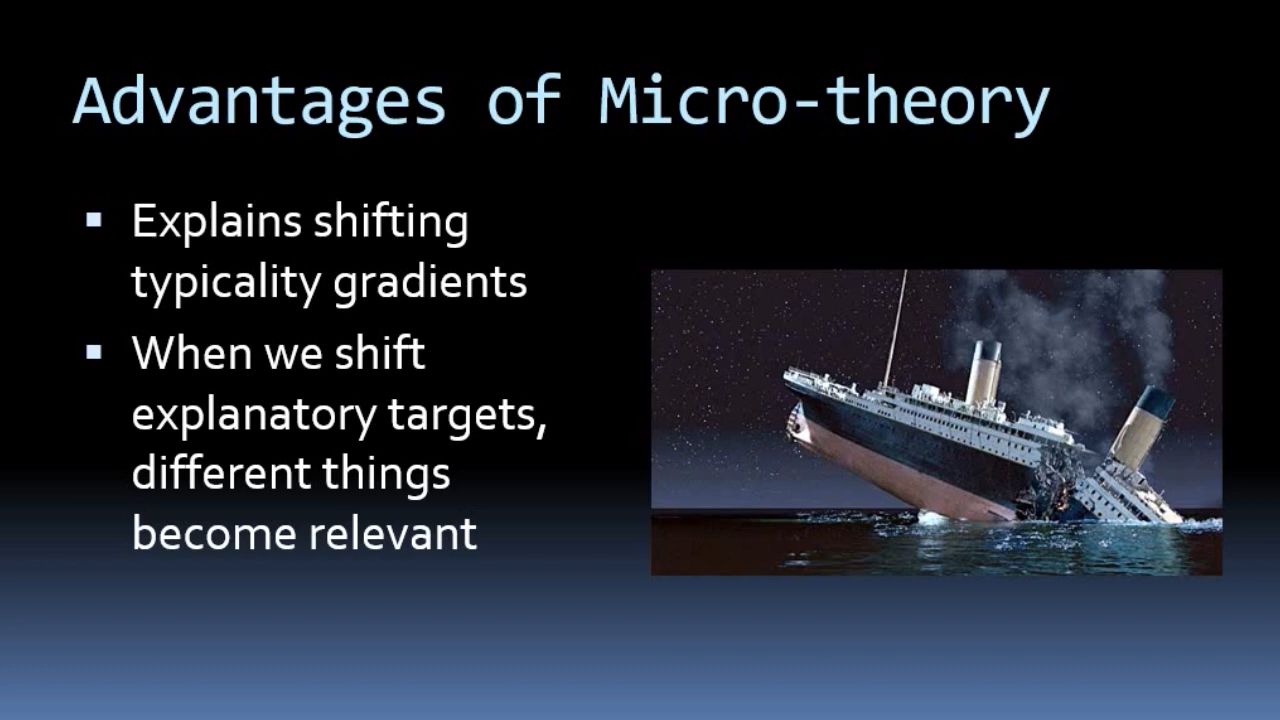 Advantages of Micro-theory
Explains shifting
typicality gradients
When we shift
explanatory targets,
different things
become relevant